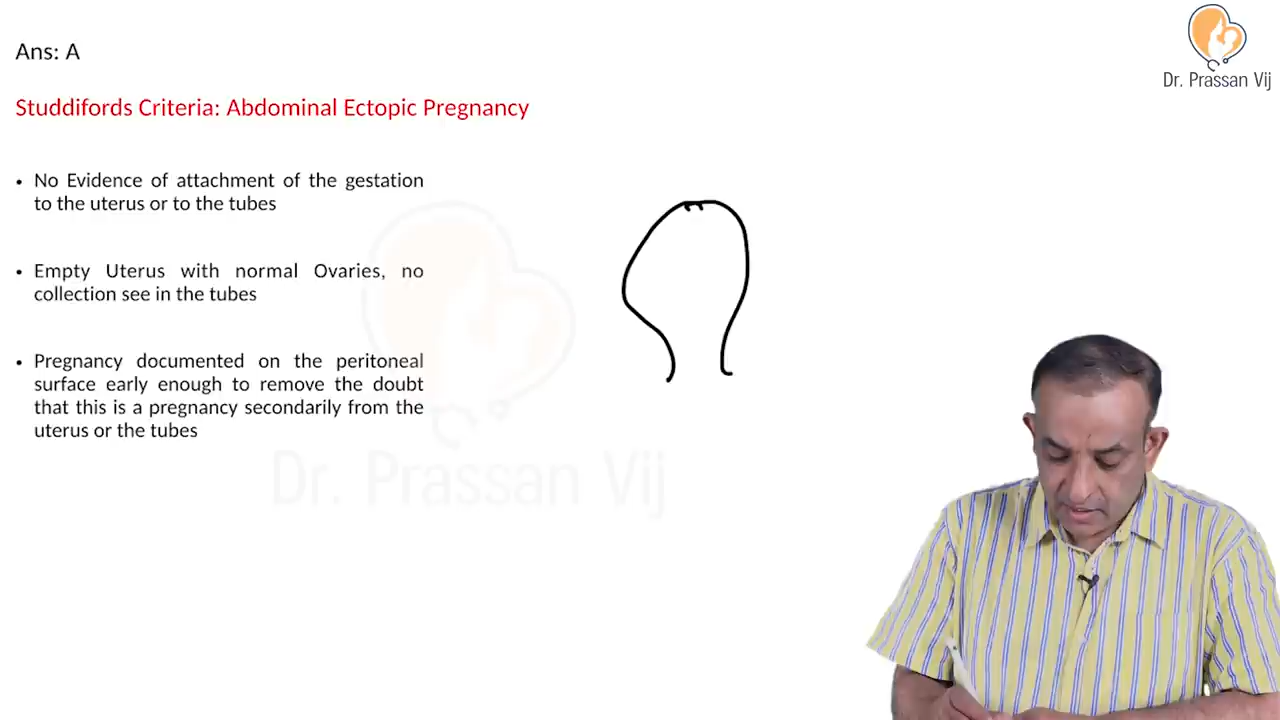 Dr. Prassan Vij
Ans: A
Studdifords Criteria: Abdominal Ectopic Pregnancy
• No Evidence of attachment of the gestation
to the uterus or to the tubes
• Empty Uterus with normal Ovaries, no
collection see in the tubes
• Pregnancy documented on the peritoneal
surface early enough to remove the doubt
that this is a pregnancy secondarily from the
uterus or the tubes
Dr. Prassan Vij